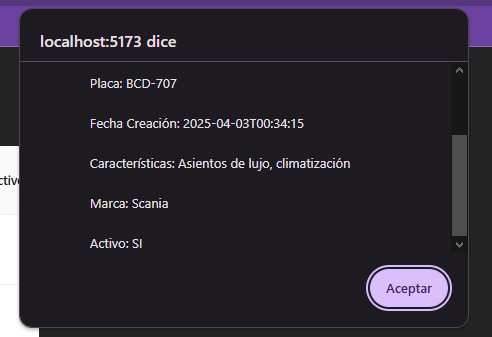 localhost:5173 dice
Placa: BCD-707
Fecha Creación: 2025-04-03T00:34:15
Características: Asientos de lujo, climatización
Marca: Scania
Activo: SI
Aceptar